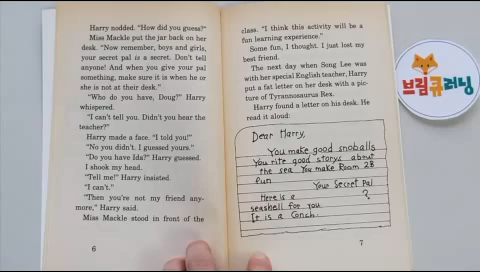 Harry nodded. "How did you guess?"
Miss Mackle put the jar back on her
desk. "Now remember, boys and girls,
your secret pal is a secret. Don't tell
anyone! And when you give your pal
something, make sure it is when he or
she is not at their desk."
"Who do you have, Doug?" Harry
whispered.
"I can't tell you. Didn't you hear the
teacher?"
Harry made a face. "I told you!"
"No you didn't. I guessed yours."
"Do you have Ida?" Harry guessed.
I shook my head.
"Tell me!" Harry insisted.
"I can't."
"Then you're not my friend any-
more," Harry said.
Miss Mackle stood in front of the
6
class. "I think this activity will be a
fun learning experience."
Some fun, I thought. I just lost my
best friend.
The next day when Song Lee was
with her special English teacher, Harry
put a fat letter on her desk with a pic-
ture of Tyrannosaurus Rex.
Harry found a letter on his desk. He
read it aloud:
Dear Harry,
You make good snoballs
You rite good storys about
the sea. You make Room 2B
fun
Your Secret Pal
?
Here is a
seashell for you
It is a Conch.
7
브림큐러닝